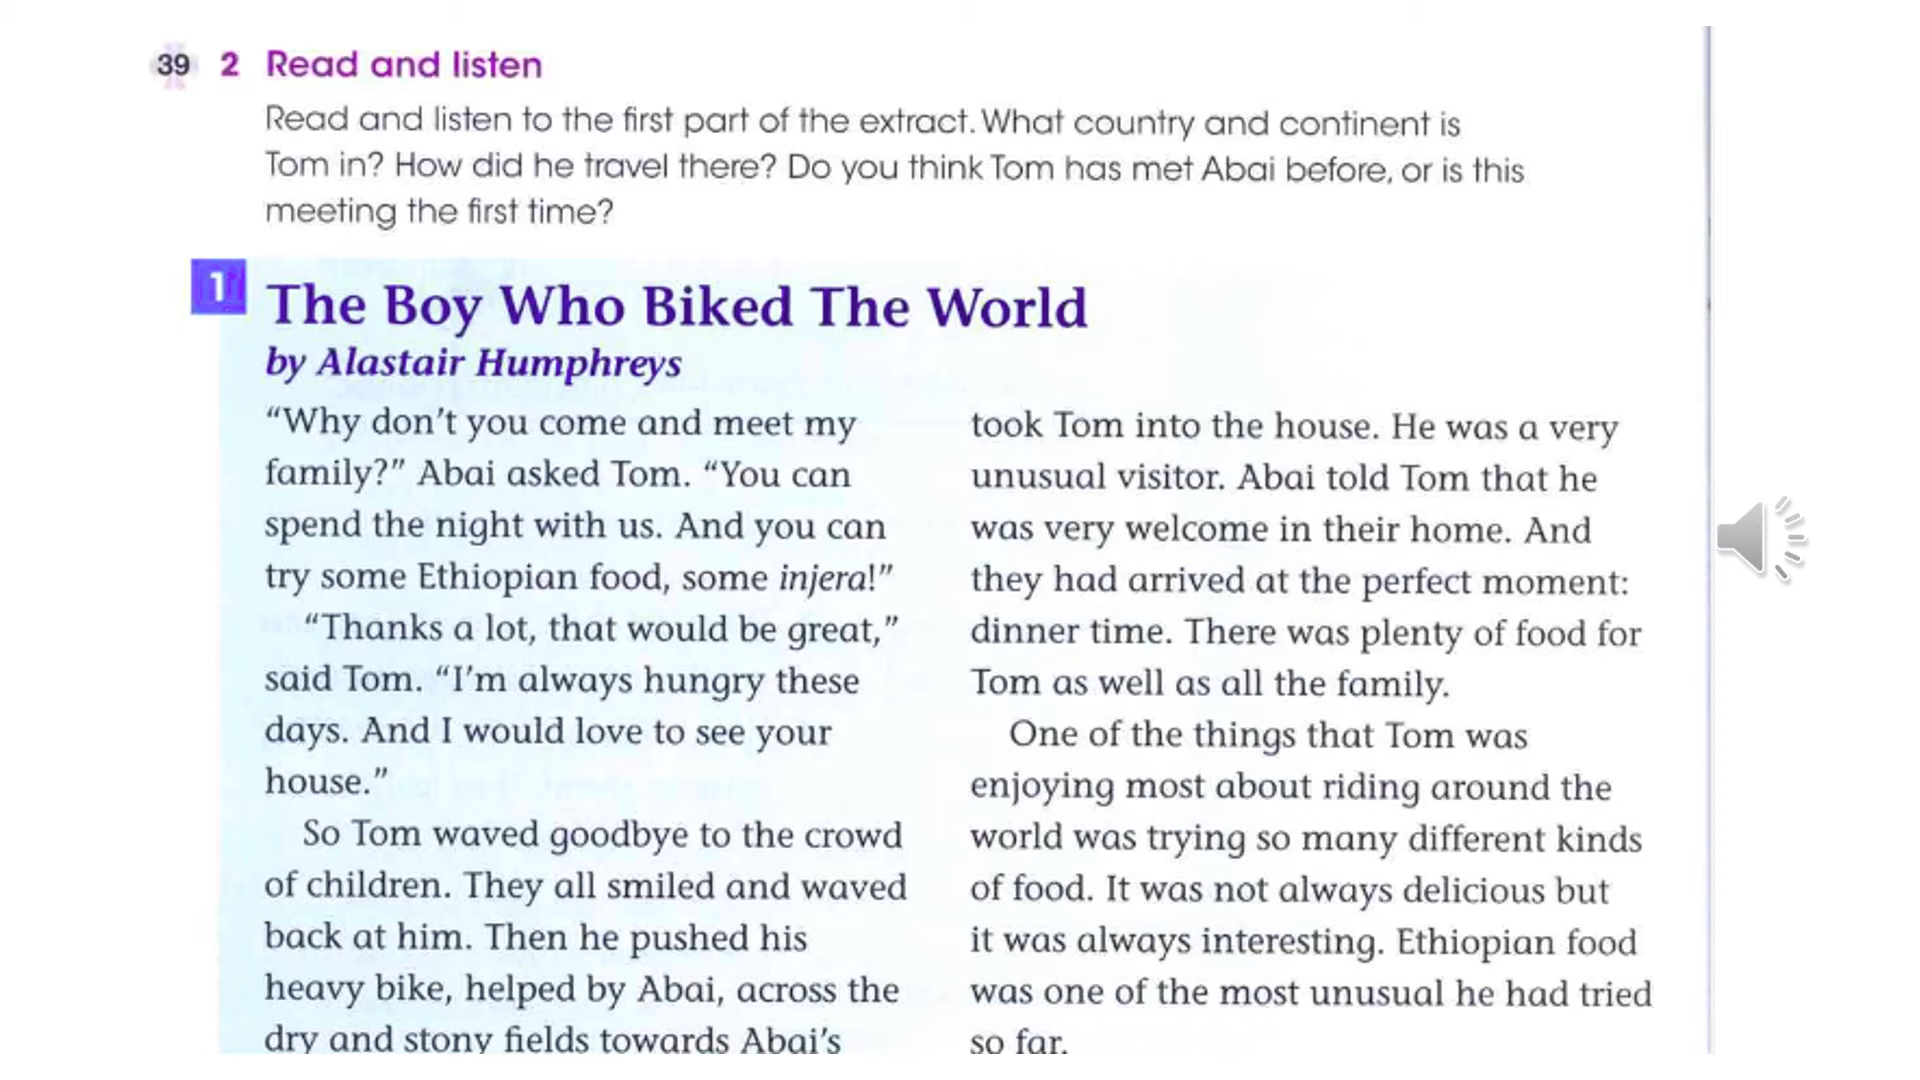 39 2 Read and listen
Read and listen to the first part of the extract. What country and continent is
Tom in? How did he travel there? Do you think Tom has met Abai before, or is this
meeting the first time?
1
The Boy Who Biked The World
by Alastair Humphreys
“Why don’t you come and meet my
family?” Abai asked Tom. “You can
spend the night with us. And you can
try some Ethiopian food, some injera!”
“Thanks a lot, that would be great,”
said Tom. “I’m always hungry these
days. And I would love to see your
house.”
So Tom waved goodbye to the crowd
of children. They all smiled and waved
back at him. Then he pushed his
heavy bike, helped by Abai, across the
dry and stony fields towards Abai’s
took Tom into the house. He was a very
unusual visitor. Abai told Tom that he
was very welcome in their home. And
they had arrived at the perfect moment:
dinner time. There was plenty of food for
Tom as well as all the family.
One of the things that Tom was
enjoying most about riding around the
world was trying so many different kinds
of food. It was not always delicious but
it was always interesting. Ethiopian food
was one of the most unusual he had tried
so far.